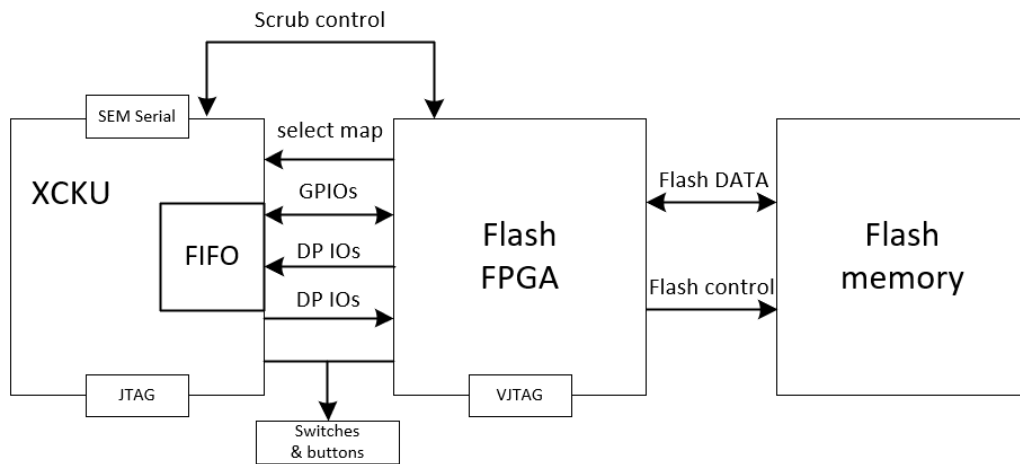 Scrub control
SEM Serial
select map
XCKU
GPIOs
FIFO
DP IOs
DP IOs
JTAG
Switches
& buttons
Flash
FPGA
VJTAG
Flash DATA
Flash control
Flash
memory